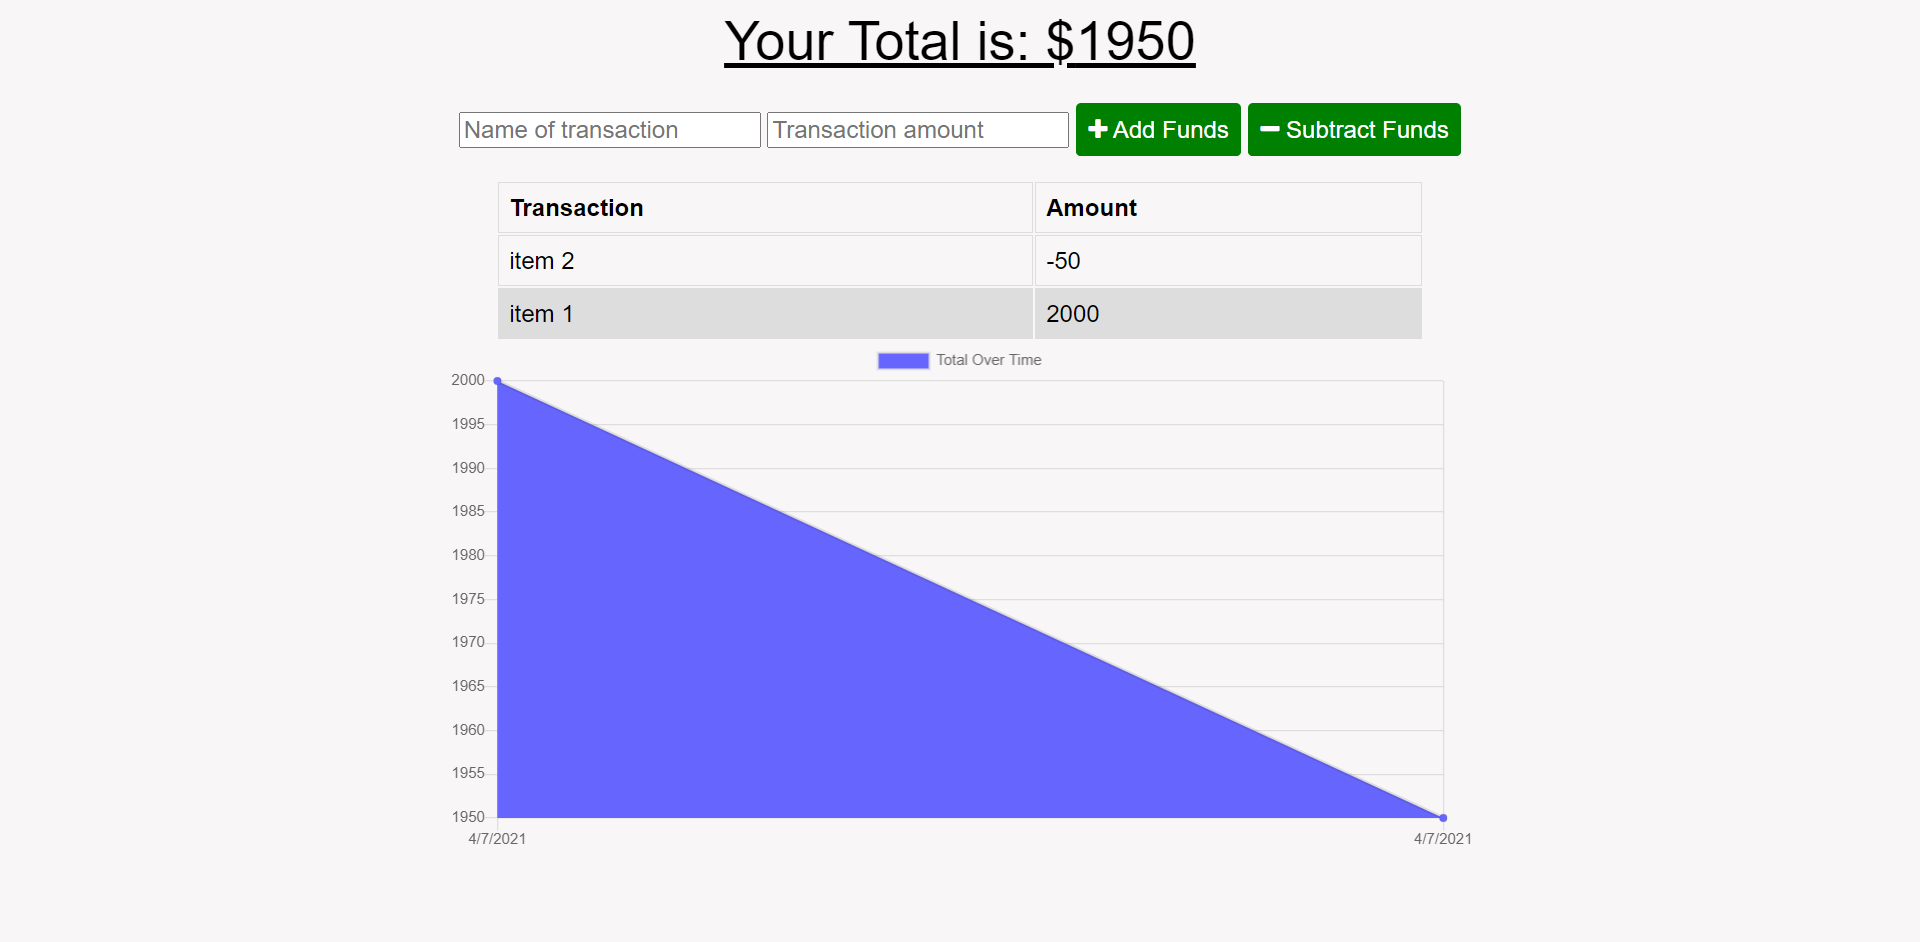 Your Total is: $1950
Name of transaction Transaction amount Add Funds Subtract Funds
Transaction Amount
item 2 -50
item 1 2000
Total Over Time
2000
1995
1990
1985
1980
1975
1970
1965
1960
1955
1950
4/7/2021 4/7/2021